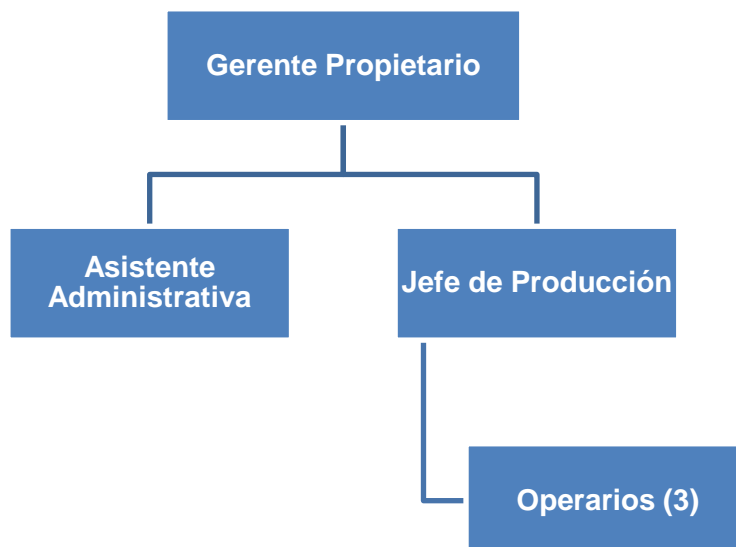 Gerente Propietario
Asistente
Administrativa
Jefe de Producción
Operarios (3)